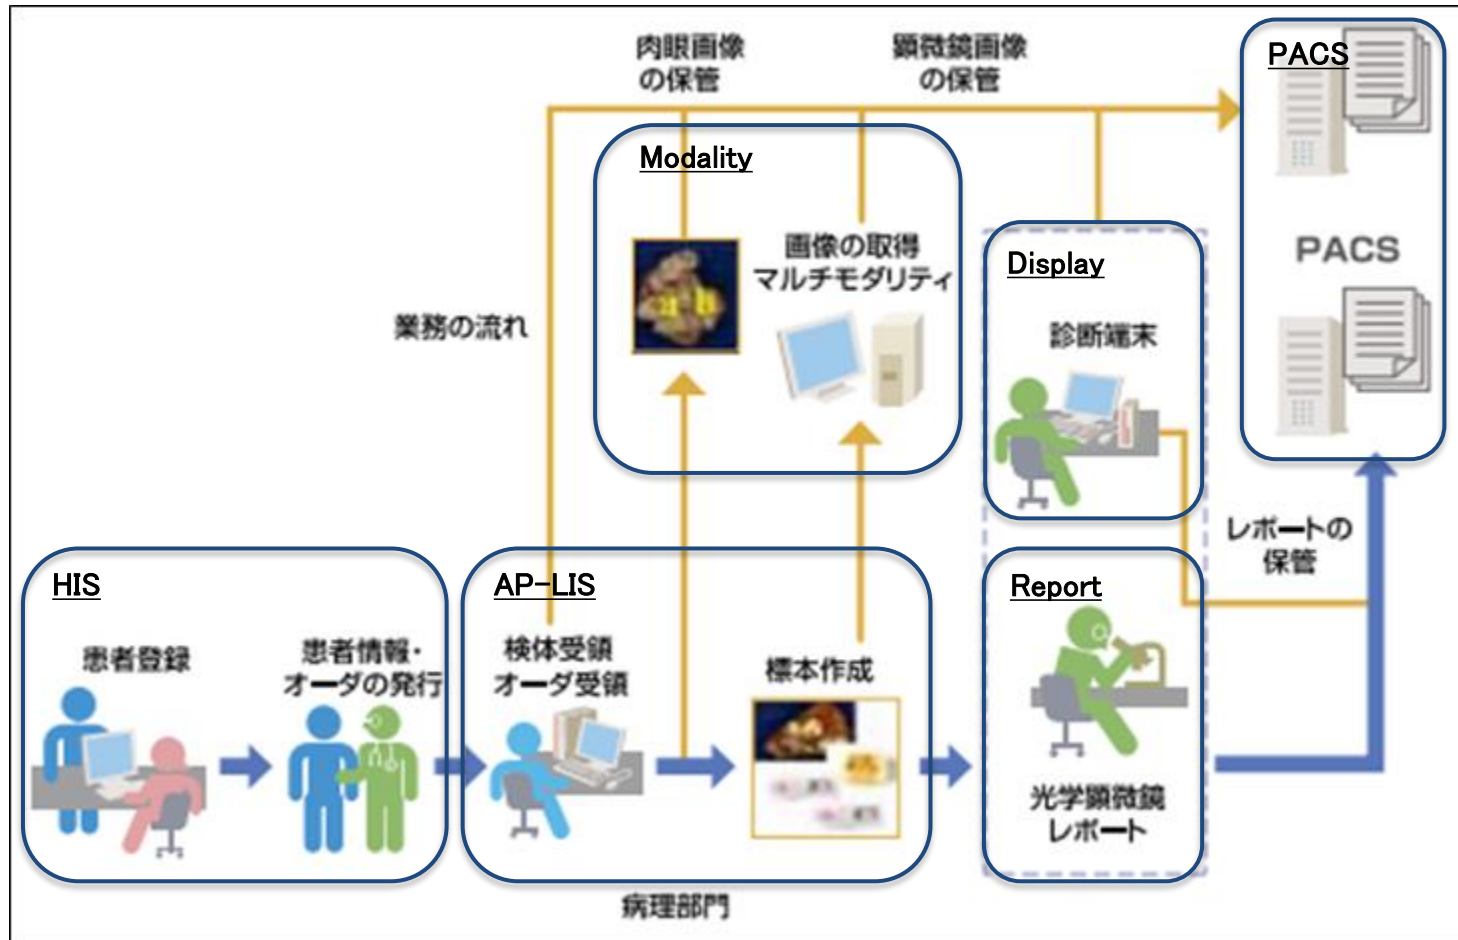 肉眼画像
の保管
顕微鏡画像
の保管
PACS
Modality
画像の取得
マルチモダリティ
Display
診断端末
PACS
業務の流れ
レポートの
保管
HIS
患者登録
患者情報・
オーダの発行
AP-LIS
検体受領
オーダ受領
標本作成
Report
光学顕微鏡
レポート
病理部門